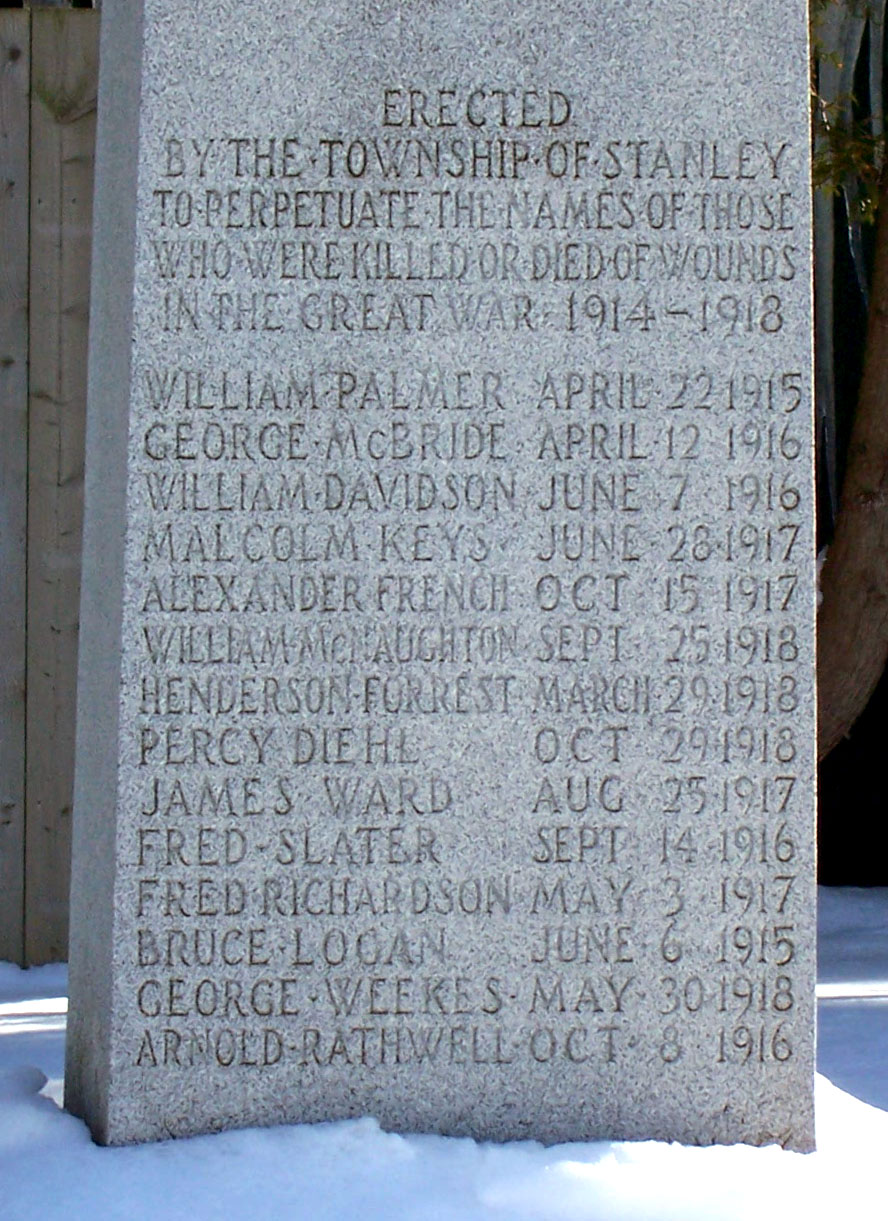 ERECTED
BY·THE·TOWNSHIP·OF·STANLEY
TO·PERPETUATE·THE·NAMES·OF·THOSE
WHO·WERE·KILLED·OR·DIED·OF·WOUNDS
IN·THE·GREAT·WAR·1914-1918
WILLIAM·PALMER APRIL·22·1915
GEORGE·McBRIDE APRIL·12·1916
WILLIAM·DAVIDSON JUNE·7·1916
MALCOLM·KEYS· JUNE·28·1917
ALEXANDER·FRENCH OCT·15·1917
WILLIAM·McNAUGHTON SEPT·25·1918
HENDERSON·FORREST MARCH·29·1918
PERCY·DIEHL OCT·29·1918
JAMES·WARD AUG·25·1917
FRED·SLATER SEPT·14·1916
FRED·RICHARDSON MAY·3·1917
BRUCE·LOGAN JUNE·6·1915
GEORGE·WEEKES·MAY·30·1918
ARNOLD·RATHWELL·OCT·8·1916